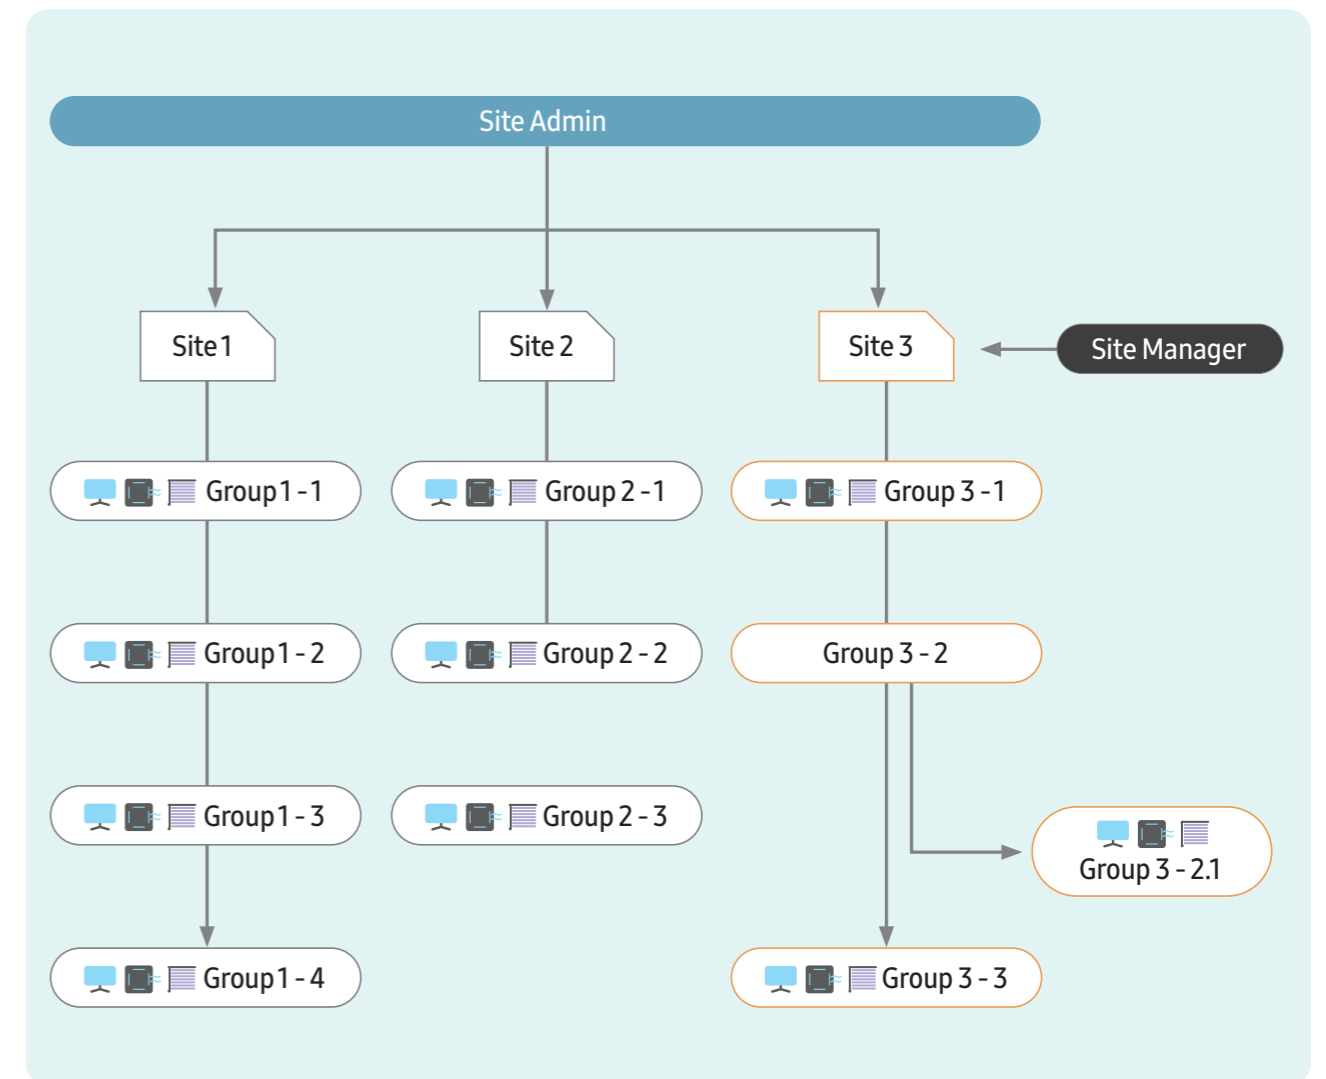 Site Admin
Site 1
Site 2
Site 3
Site Manager
Group 1 - 1
Group 2 - 1
Group 3 - 1
Group 1 - 2
Group 2 - 2
Group 3 - 2
Group 1 - 3
Group 2 - 3
Group 3 - 2.1
Group 1 - 4
Group 3 - 3